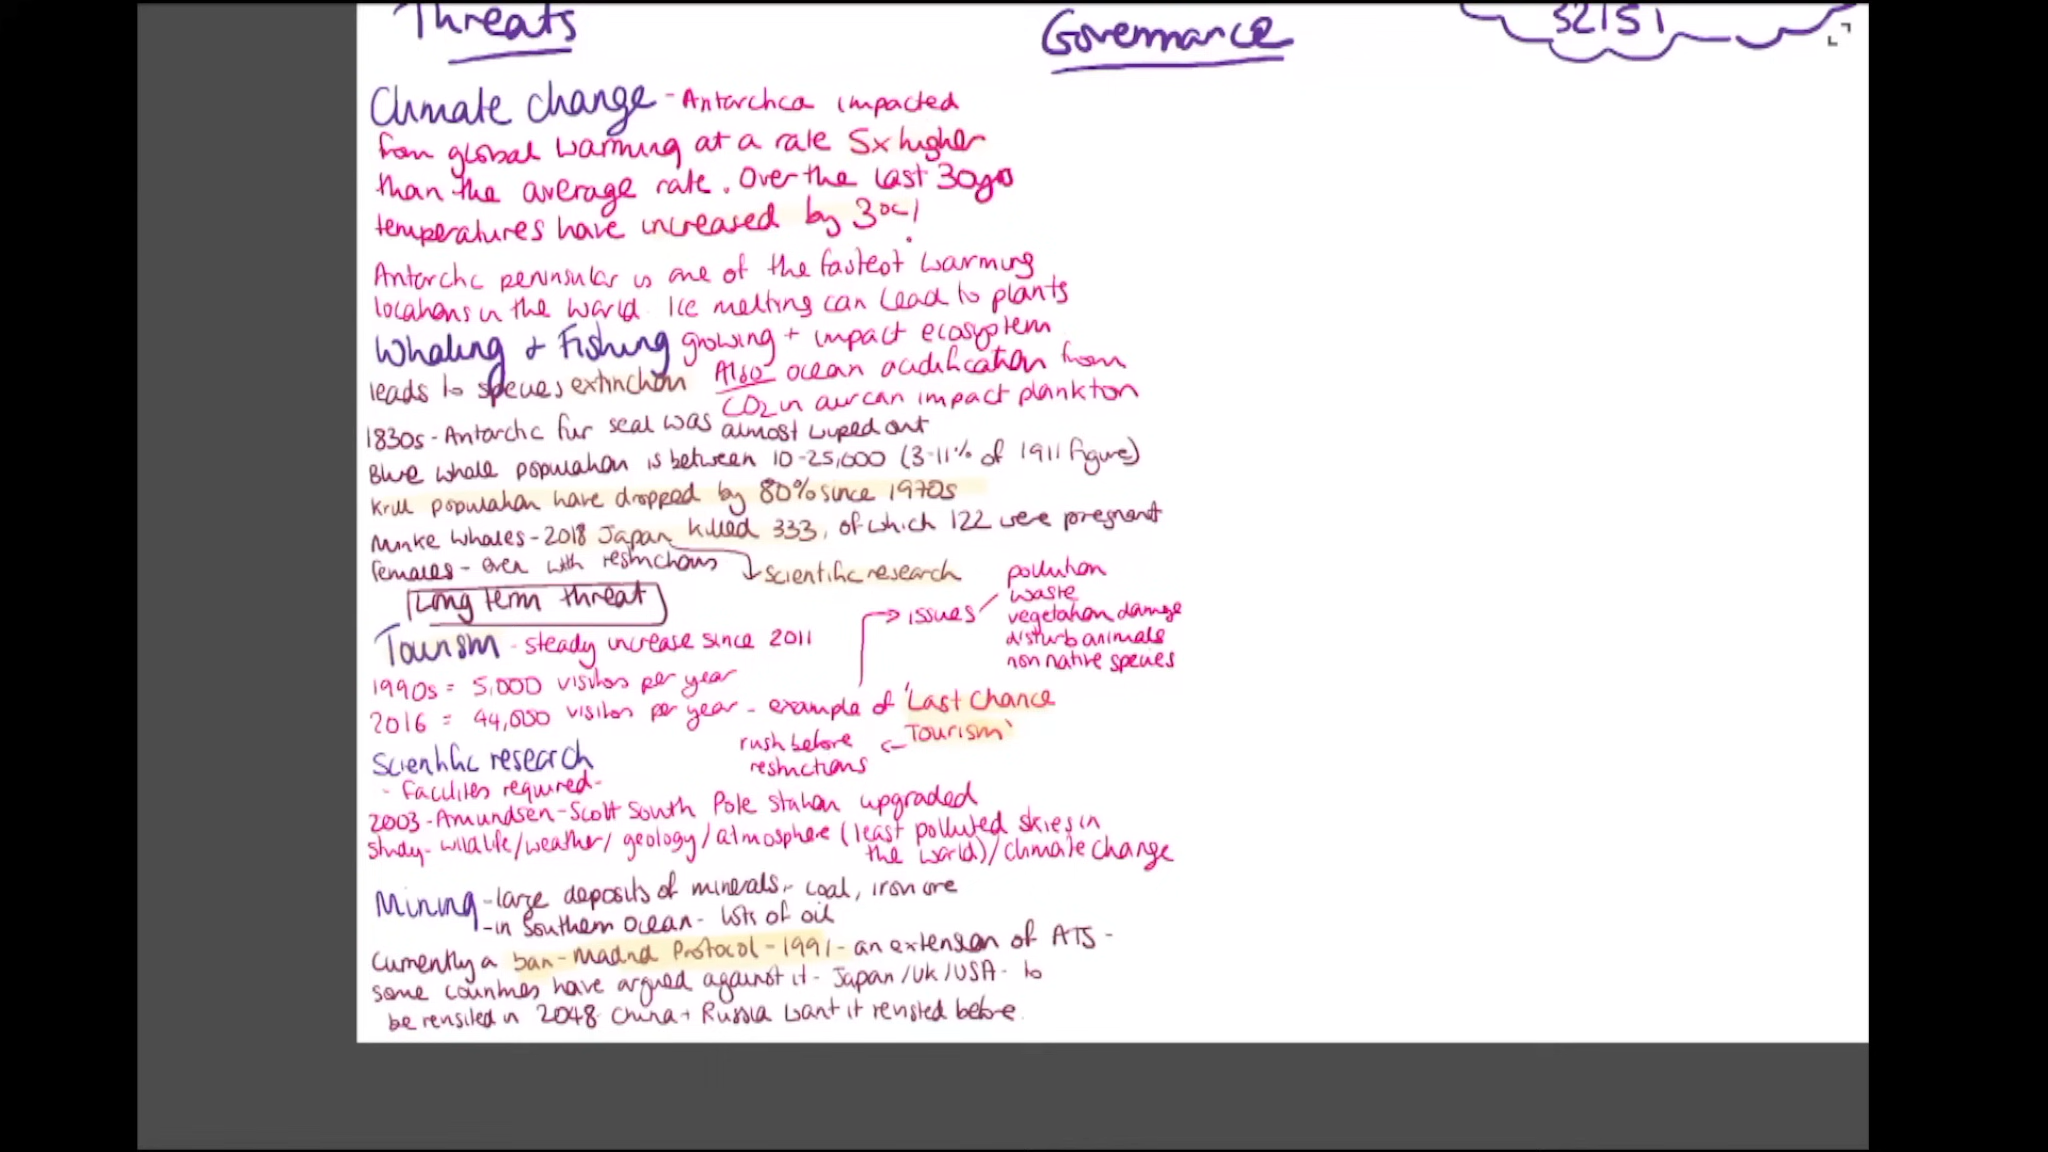 Threats
Governance
Climate change - Antarctica impacted
from global warming at a rate 5x higher
than the average rate. Over the last 30yrs
temperatures have increased by 3°c!
Antarctic peninsular is one of the fastest warming
locations in the world. Ice melting can lead to plants
growing + impact ecosystem
Also ocean acidification from
CO2 in air can impact plankton
Whaling + Fishing
leads to species extinction
1830s - Antarctic fur seal was almost wiped out
Blue whale population is between 10-25,000 (3-11% of 1911 figure)
Krill population have dropped by 80% since 1970s
Minke whales - 2018 Japan killed 333, of which 122 were pregnant
females - even with restrictions
scientific research
Long term threat
Tourism - steady increase since 2011
1990s = 5,000 visitors per year
2016 = 44,000 visitors per year - example of 'Last Chance
Tourism'
rush before
restrictions
issues
pollution
waste
vegetation damage
disturb animals
non native species
Scientific research
- facilites required -
2003 - Amundsen-Scott South Pole station upgraded
study - wildlife/weather/geology/atmosphere (least polluted skies in
the world)/climate change
Mining - large deposits of minerals, coal, iron ore
- in Southern Ocean - lots of oil
Currently a ban - Madrid Protocol - 1991 - an extension of ATS -
some countries have argued against it - Japan/UK/USA - to
be revisited in 2048. China + Russia want it revisted before